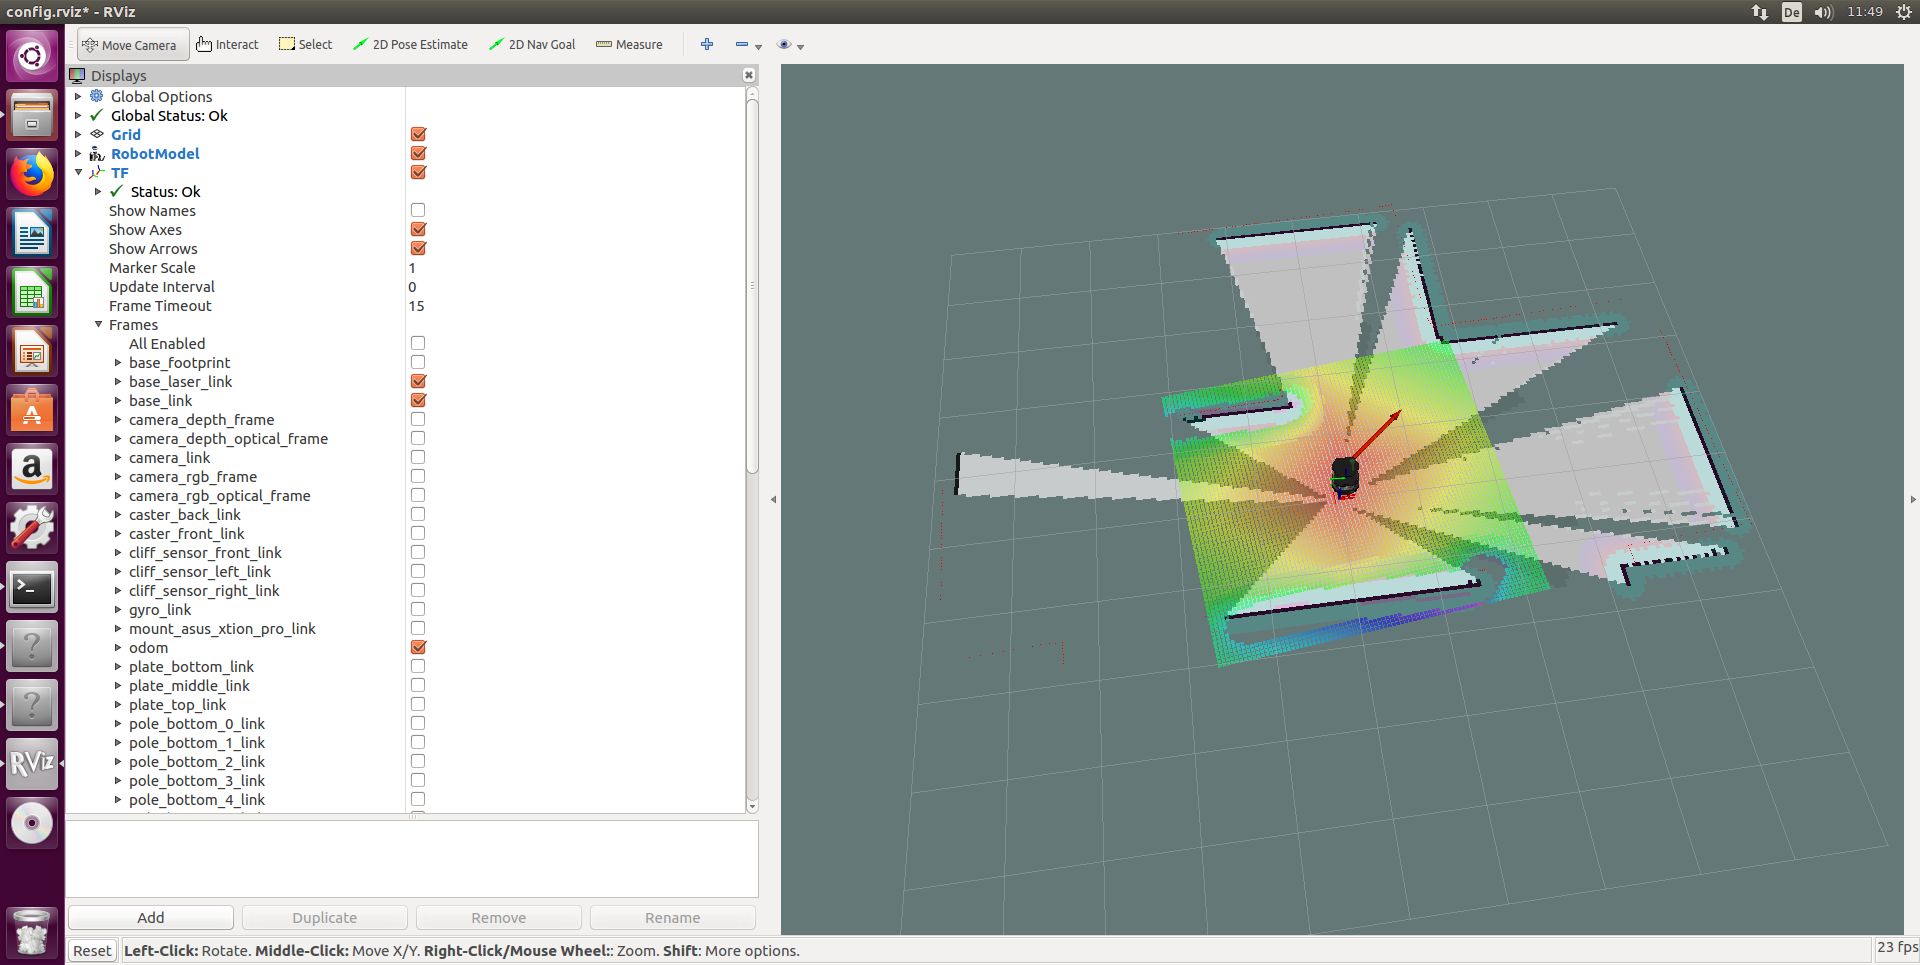 config.rviz* - RViz
De
11:49
Move Camera
Interact
Select
2D Pose Estimate
2D Nav Goal
Measure
Displays
Global Options
Global Status: Ok
Grid
RobotModel
TF
Status: Ok
Show Names
Show Axes
Show Arrows
Marker Scale 1
Update Interval 0
Frame Timeout 15
Frames
All Enabled
base_footprint
base_laser_link
base_link
camera_depth_frame
camera_depth_optical_frame
camera_link
camera_rgb_frame
camera_rgb_optical_frame
caster_back_link
caster_front_link
cliff_sensor_front_link
cliff_sensor_left_link
cliff_sensor_right_link
gyro_link
mount_asus_xtion_pro_link
odom
plate_bottom_link
plate_middle_link
plate_top_link
pole_bottom_0_link
pole_bottom_1_link
pole_bottom_2_link
pole_bottom_3_link
pole_bottom_4_link
RViz
Add
Duplicate
Remove
Rename
Reset
Left-Click: Rotate. Middle-Click: Move X/Y. Right-Click/Mouse Wheel:: Zoom. Shift: More options.
23 fps